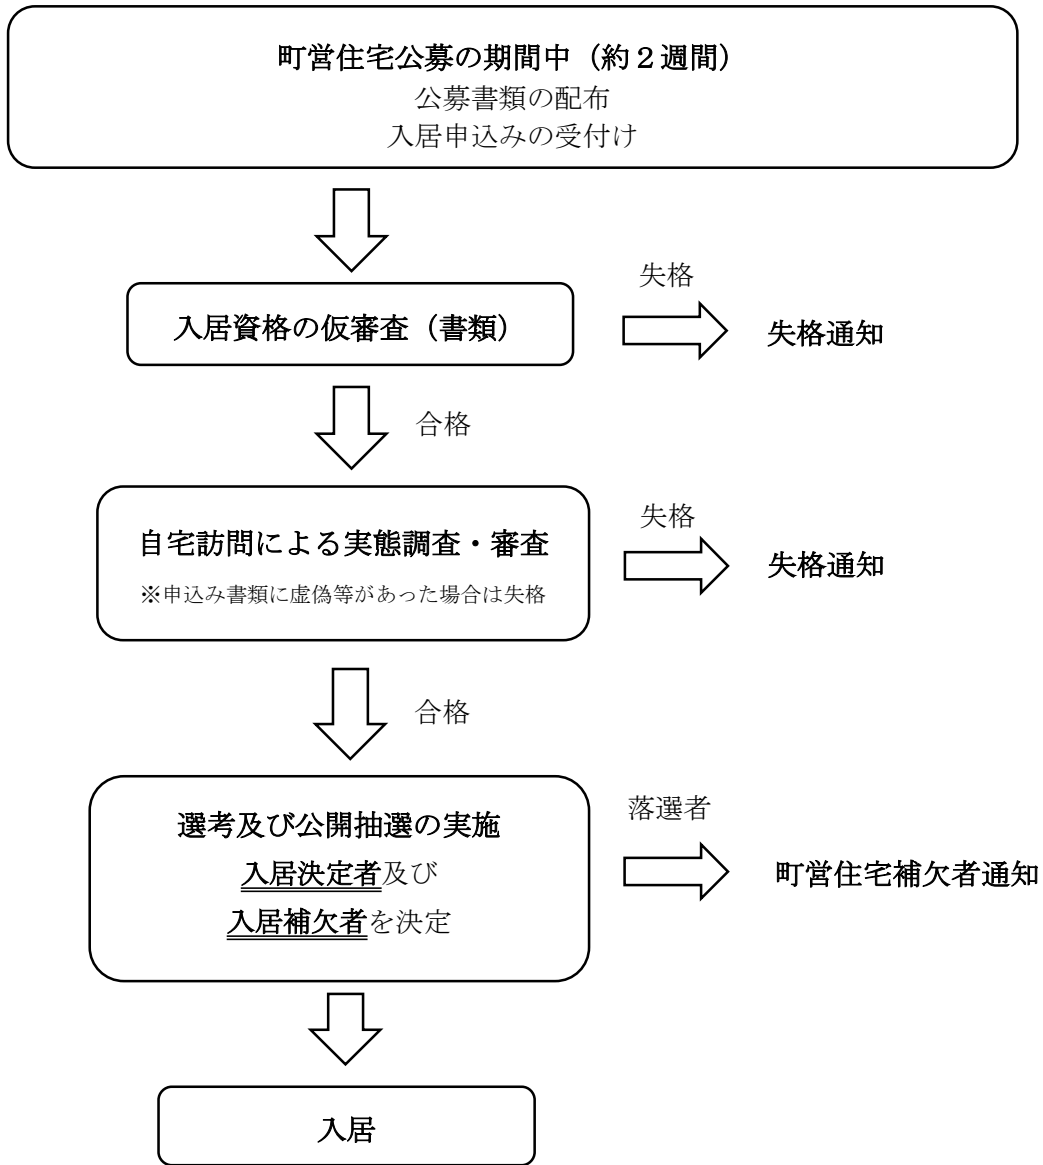 町営住宅公募の期間中（約２週間）
公募書類の配布
入居申込みの受付け
失格
入居資格の仮審査（書類）
失格通知
合格
失格
自宅訪問による実態調査・審査
失格通知
※申込み書類に虚偽等があった場合は失格
合格
落選者
選考及び公開抽選の実施
入居決定者及び
町営住宅補欠者通知
入居補欠者を決定
入居